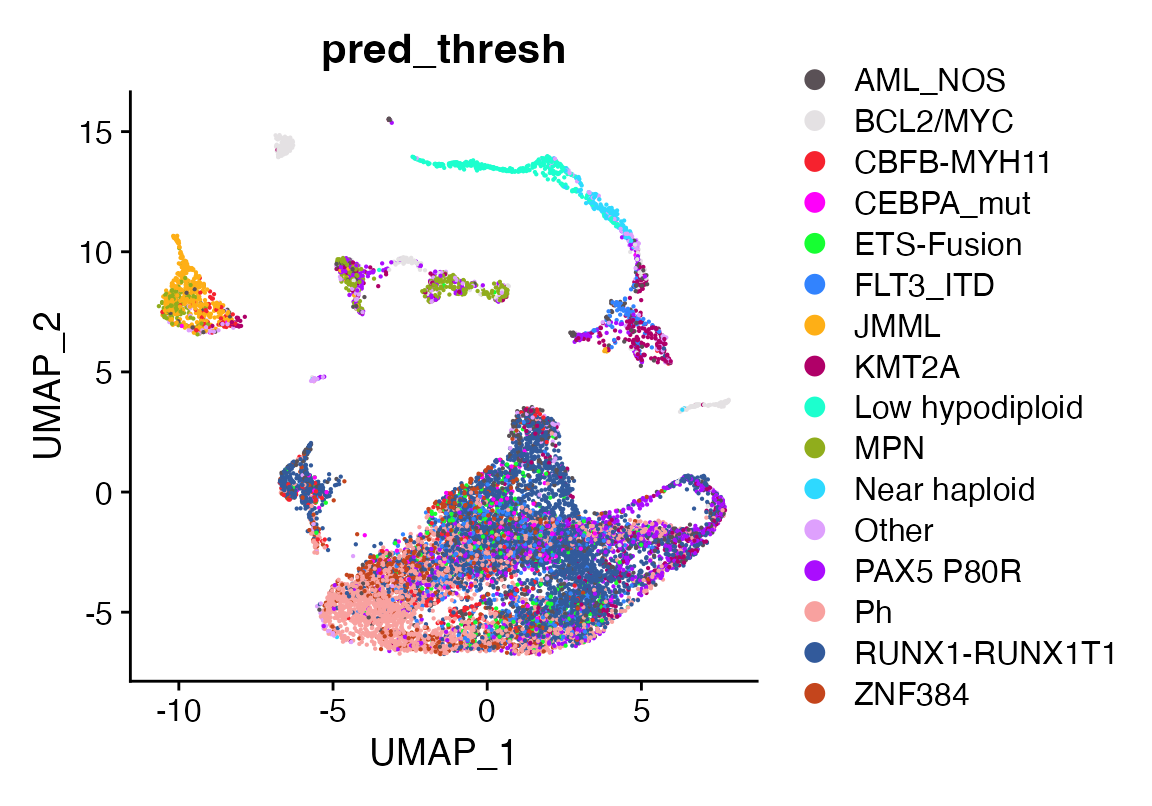 pred_thresh
UMAP_2
15
10
5
0
-5
-10
-5
0
5
UMAP_1
AML_NOS
BCL2/MYC
CBFB-MYH11
CEBPA_mut
ETS-Fusion
FLT3_ITD
JMML
KMT2A
Low hypodiploid
MPN
Near haploid
Other
PAX5 P80R
Ph
RUNX1-RUNX1T1
ZNF384